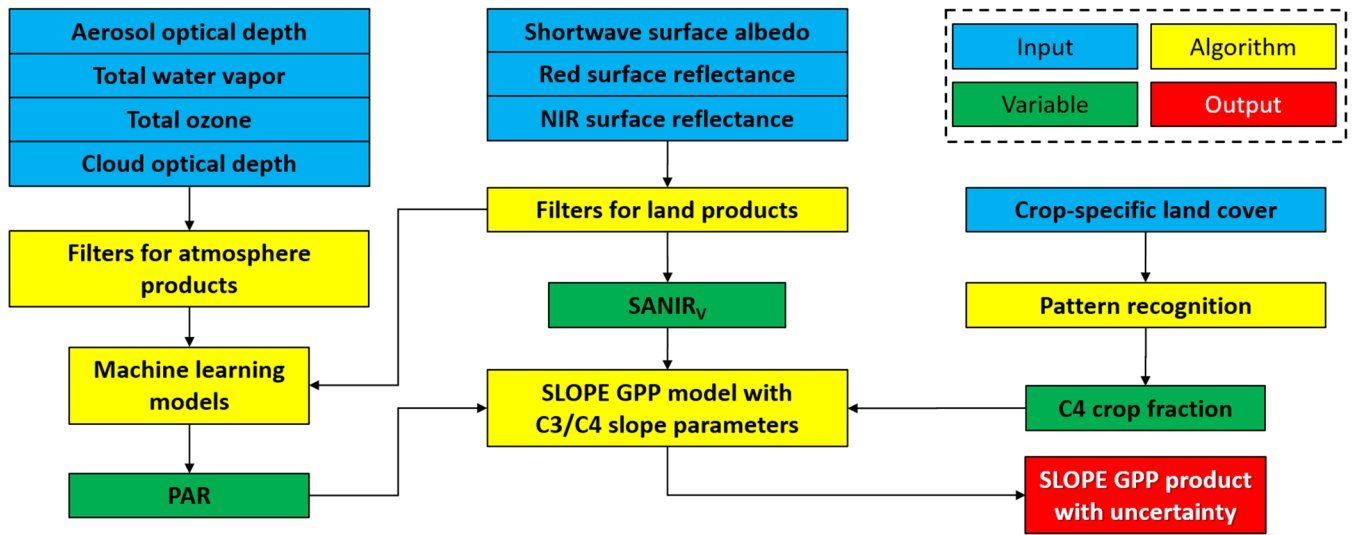 Aerosol optical depth
Total water vapor
Total ozone
Cloud optical depth
Filters for atmosphere
products
Machine learning
models
PAR
Shortwave surface albedo
Red surface reflectance
NIR surface reflectance
Filters for land products
SANIRV
SLOPE GPP model with
C3/C4 slope parameters
Input
Algorithm
Variable
Output
Crop-specific land cover
Pattern recognition
C4 crop fraction
SLOPE GPP product
with uncertainty